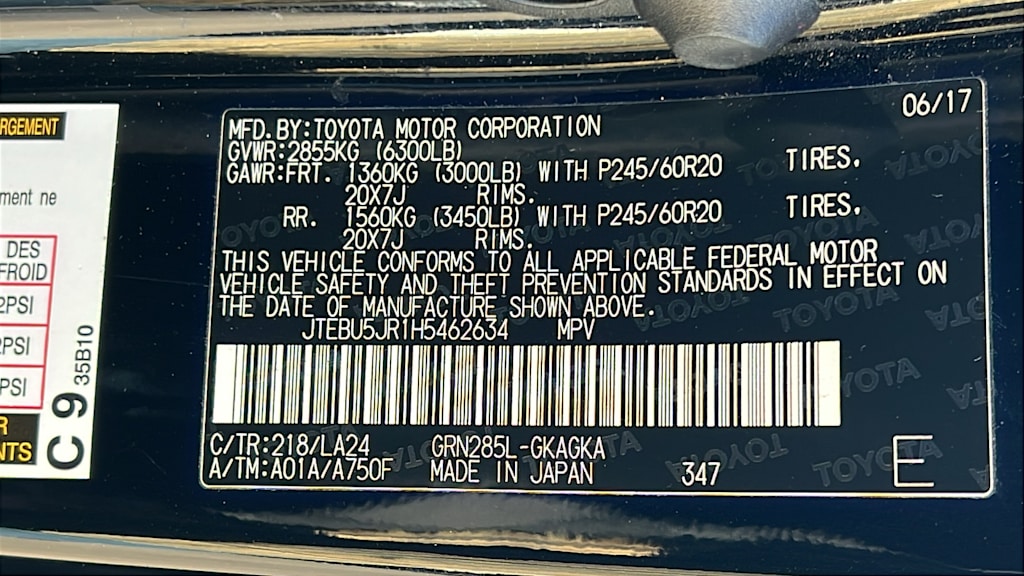 06/17
MFD.BY:TOYOTA MOTOR CORPORATION
GVWR:2855KG (6300LB)
GAWR:FRT. 1360KG (3000LB) WITH P245/60R20 TIRES.
20X7J RIMS.
RR. 1560KG (3450LB) WITH P245/60R20 TIRES.
20X7J RIMS.
THIS VEHICLE CONFORMS TO ALL APPLICABLE FEDERAL MOTOR
VEHICLE SAFETY AND THEFT PREVENTION STANDARDS IN EFFECT ON
THE DATE OF MANUFACTURE SHOWN ABOVE.
JTEBU5JR1H5462634 MPV
C/TR:218/LA24 GRN285L-GKAGKA
A/TM:A01A/A750F MADE IN JAPAN 347 E
RGEMENT
ment ne
DES
FROID
2PSI
PSI
PSI
R
NTS
C 9 35B10
TOYOTA